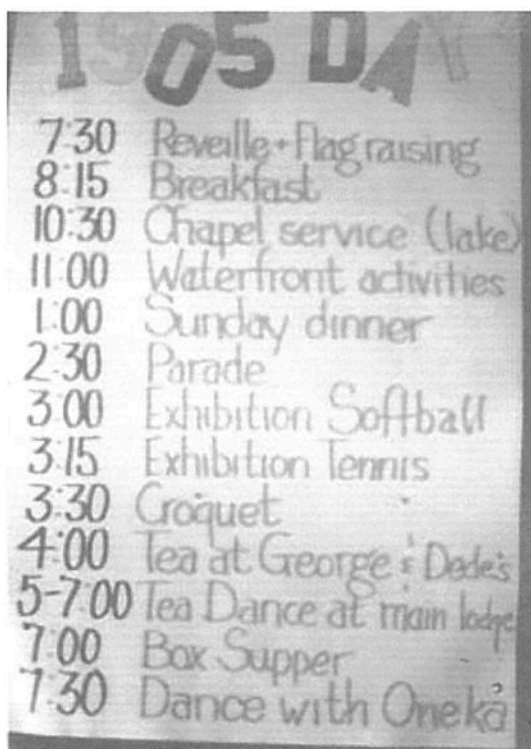 1905 DAY
7:30 Reveille + Flag raising
8:15 Breakfast
10:30 Chapel service (lake)
11:00 Waterfront activities
1:00 Sunday dinner
2:30 Parade
3:00 Exhibition Softball
3:15 Exhibition Tennis
3:30 Croquet
4:00 Tea at George & Dede's
5-7:00 Tea Dance at main lodge
7:00 Box Supper
7:30 Dance with Oneka